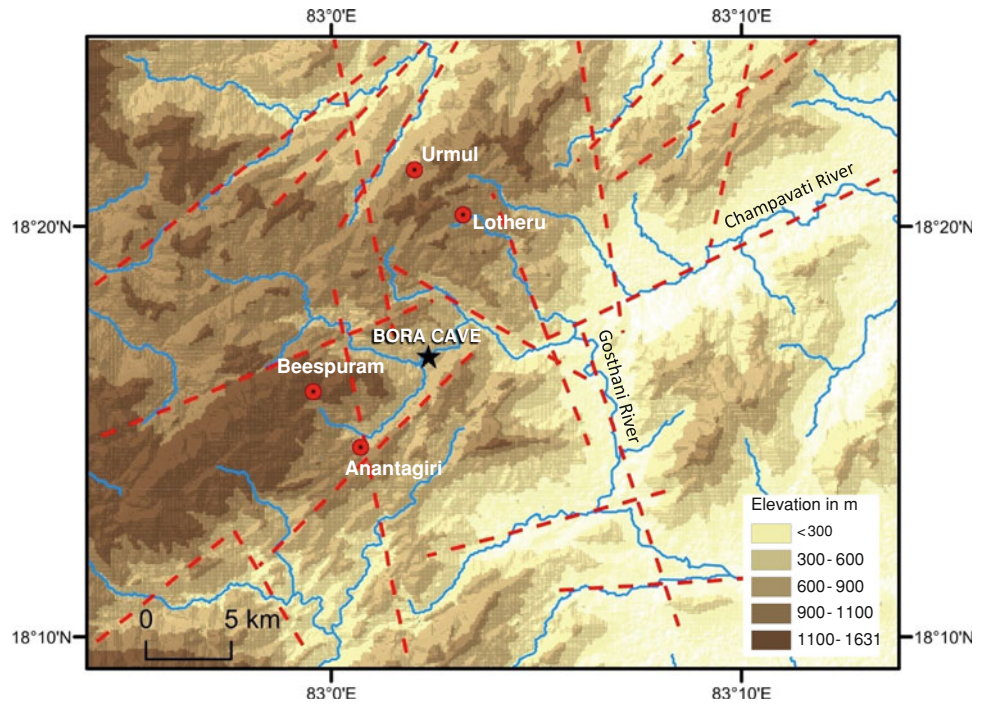 83°0'E
83°10'E
Urmul
Champavati River
18°20'N
Lotheru
18°20'N
BORA CAVE
Gosthani River
Beespuram
Anantagiri
Elevation in m
<300
300-600
600-900
900-1100
1100-1631
0
5 km
18°10'N
18°10'N
83°0'E
83°10'E